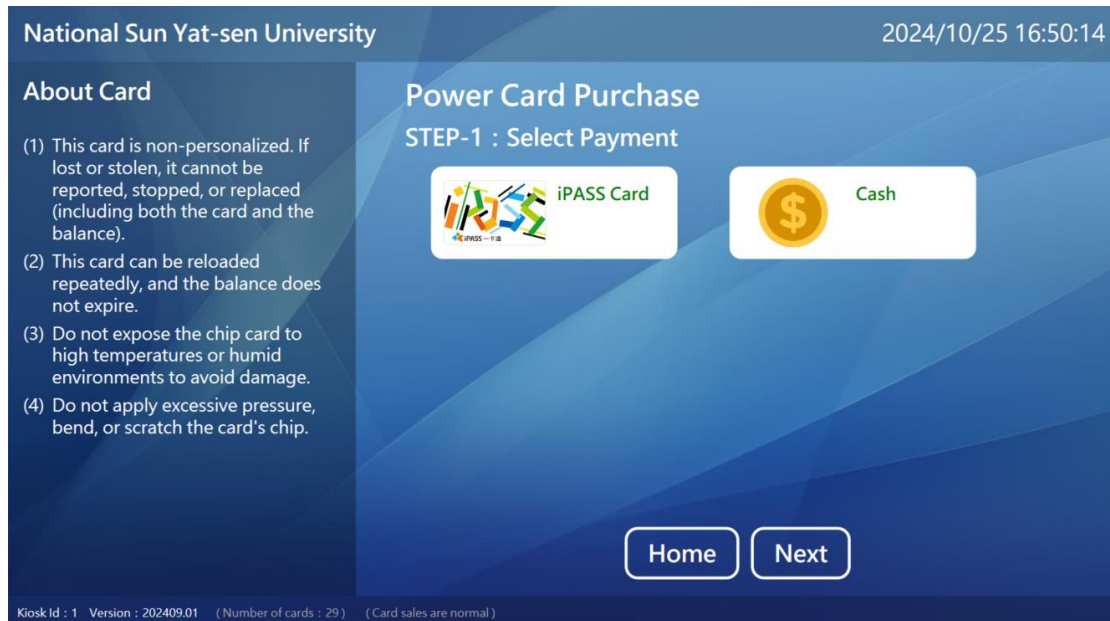 National Sun Yat-sen University
2024/10/25 16:50:14
About Card
(1) This card is non-personalized. If
lost or stolen, it cannot be
reported, stopped, or replaced
(including both the card and the
balance).
(2) This card can be reloaded
repeatedly, and the balance does
not expire.
(3) Do not expose the chip card to
high temperatures or humid
environments to avoid damage.
(4) Do not apply excessive pressure,
bend, or scratch the card's chip.
Power Card Purchase
STEP-1：Select Payment
iPASS
iPASS 一卡通
iPASS Card
$
Cash
Home
Next
Kiosk Id：1 Version：202409.01 （Number of cards：29） （Card sales are normal）